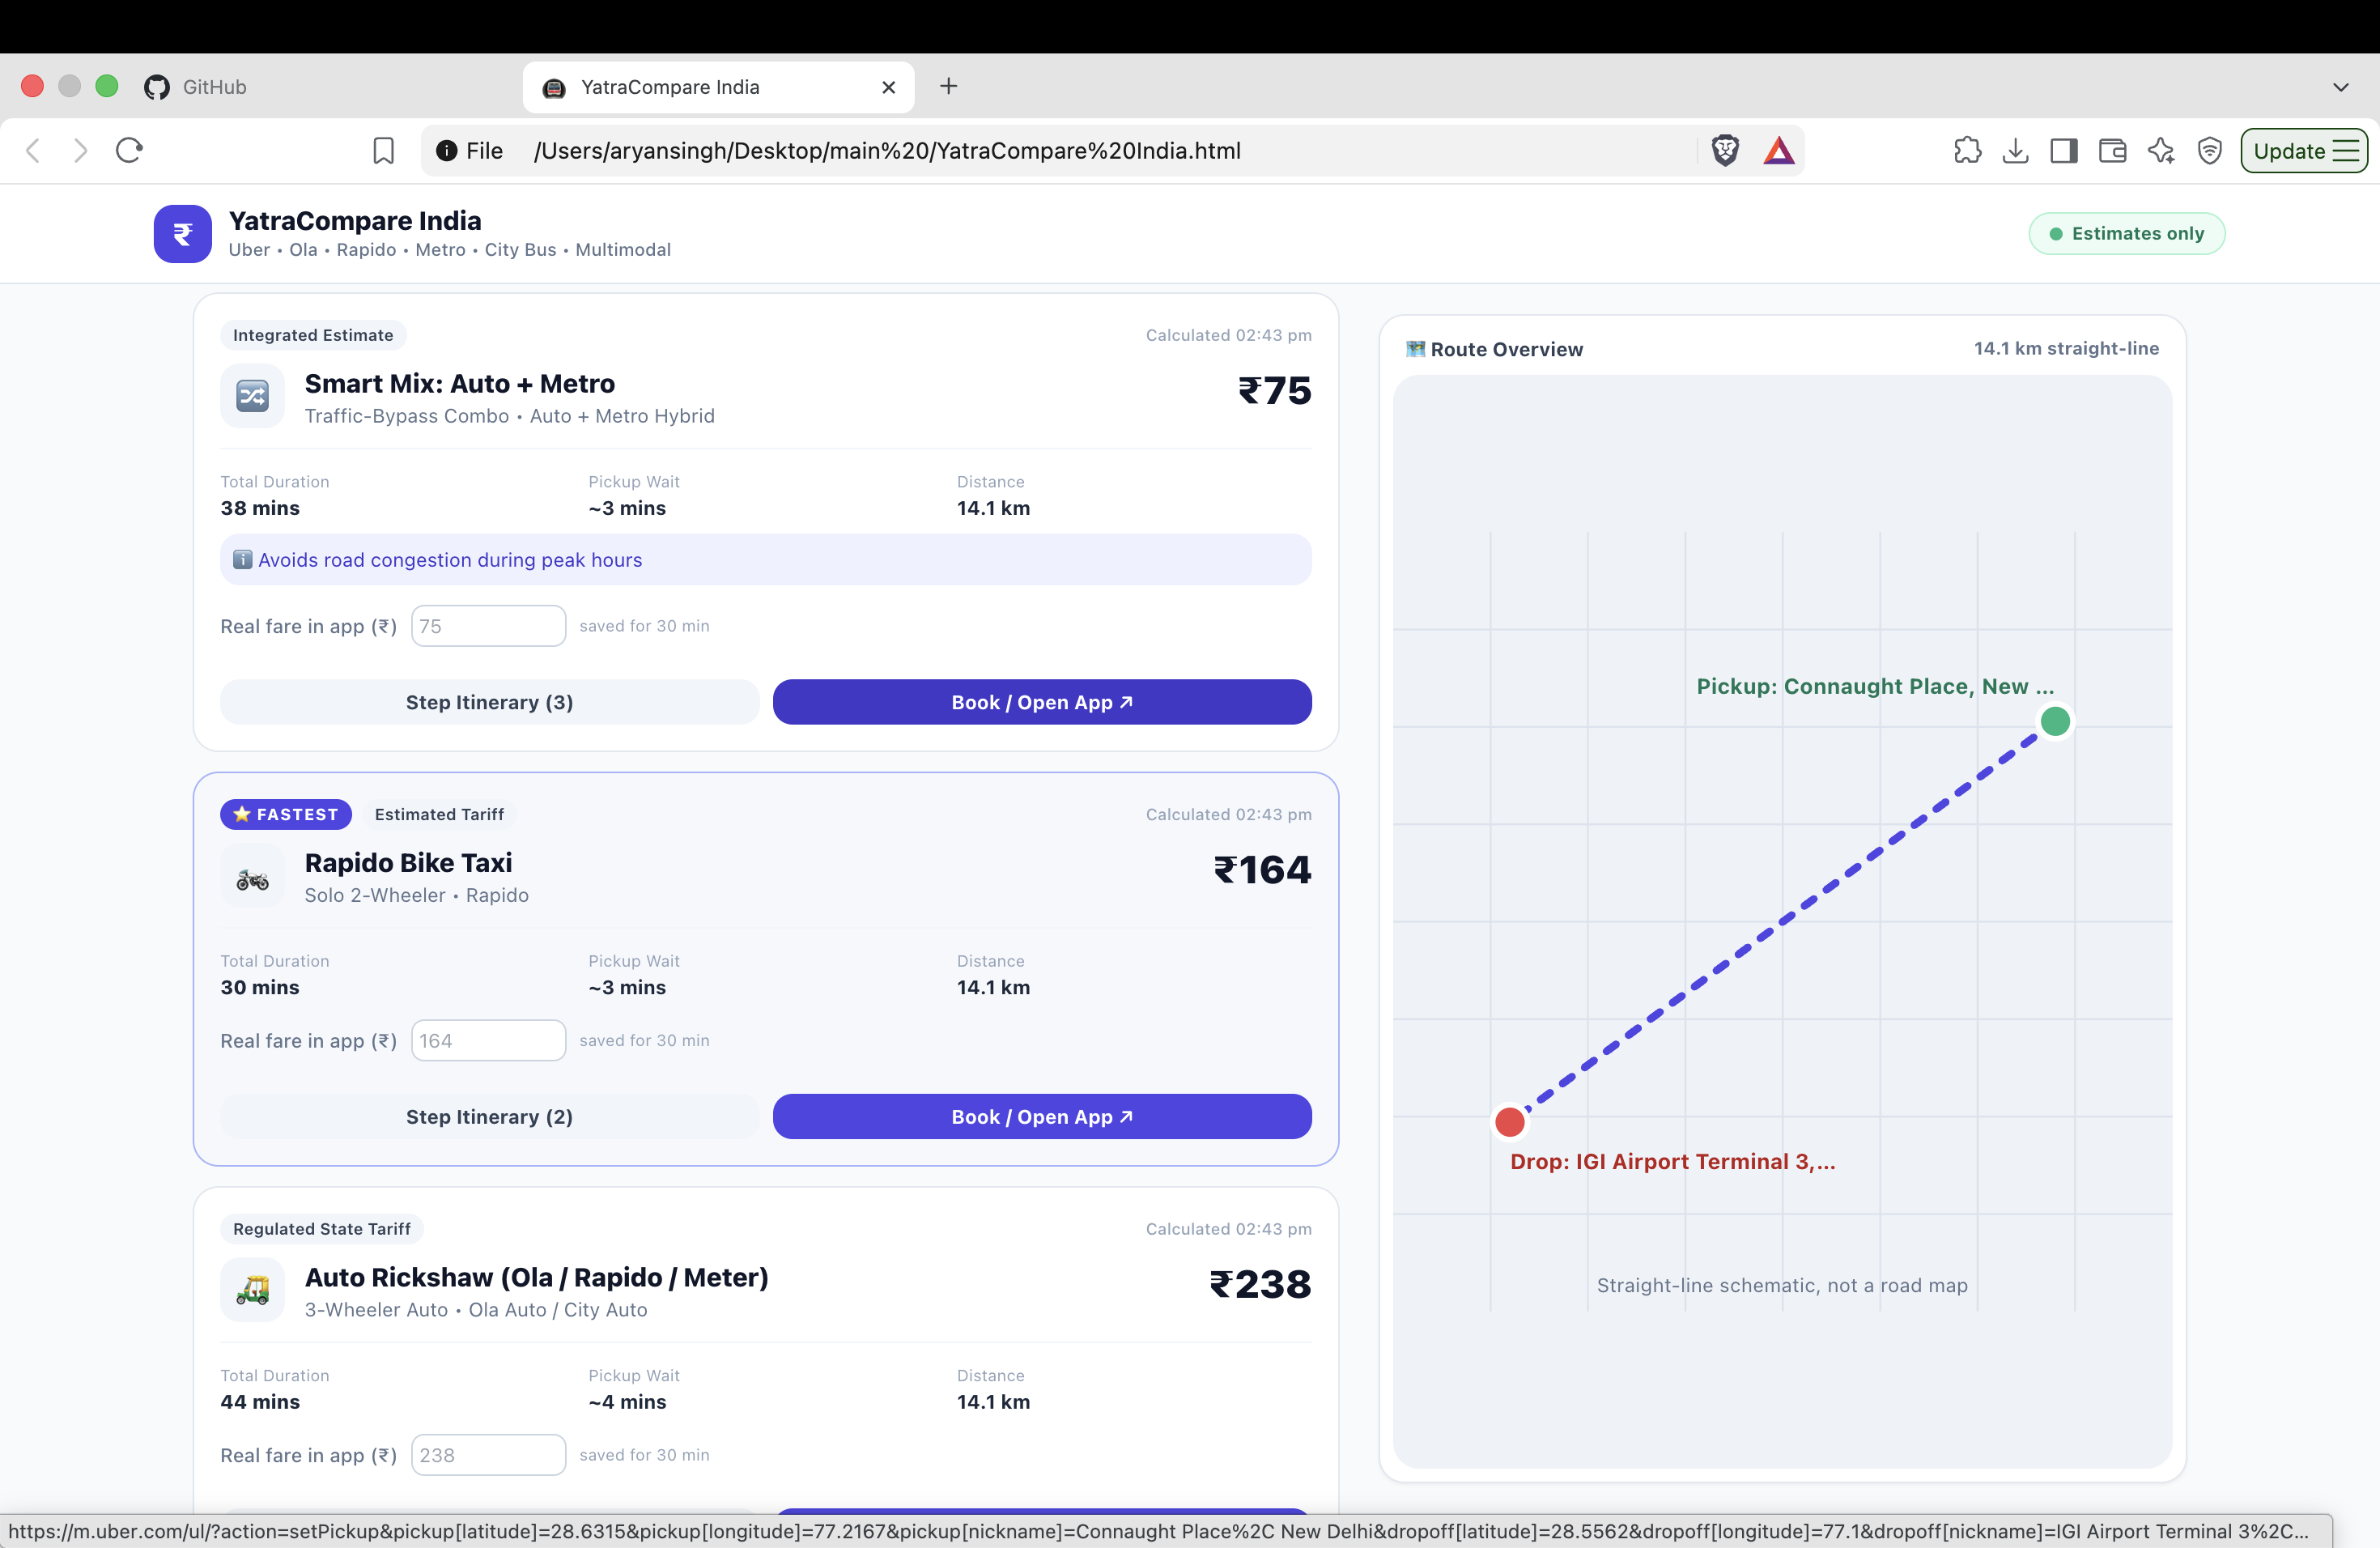 GitHub
YatraCompare India
File /Users/aryansingh/Desktop/main%20/YatraCompare%20India.html
Update
₹
YatraCompare India
Uber • Ola • Rapido • Metro • City Bus • Multimodal
Estimates only
Integrated Estimate
Calculated 02:43 pm
Smart Mix: Auto + Metro
₹75
Traffic-Bypass Combo • Auto + Metro Hybrid
Total Duration
Pickup Wait
Distance
38 mins
~3 mins
14.1 km
Avoids road congestion during peak hours
Real fare in app (₹) 75 saved for 30 min
Step Itinerary (3)
Book / Open App ↗
FASTEST
Estimated Tariff
Calculated 02:43 pm
Rapido Bike Taxi
₹164
Solo 2-Wheeler • Rapido
Total Duration
Pickup Wait
Distance
30 mins
~3 mins
14.1 km
Real fare in app (₹) 164 saved for 30 min
Step Itinerary (2)
Book / Open App ↗
Regulated State Tariff
Calculated 02:43 pm
Auto Rickshaw (Ola / Rapido / Meter)
₹238
3-Wheeler Auto • Ola Auto / City Auto
Total Duration
Pickup Wait
Distance
44 mins
~4 mins
14.1 km
Real fare in app (₹) 238 saved for 30 min
Route Overview
14.1 km straight-line
Pickup: Connaught Place, New ...
Drop: IGI Airport Terminal 3,...
Straight-line schematic, not a road map
https://m.uber.com/ul/?action=setPickup&pickup[latitude]=28.6315&pickup[longitude]=77.2167&pickup[nickname]=Connaught Place%2C New Delhi&dropoff[latitude]=28.5562&dropoff[longitude]=77.1&dropoff[nickname]=IGI Airport Terminal 3%2C...